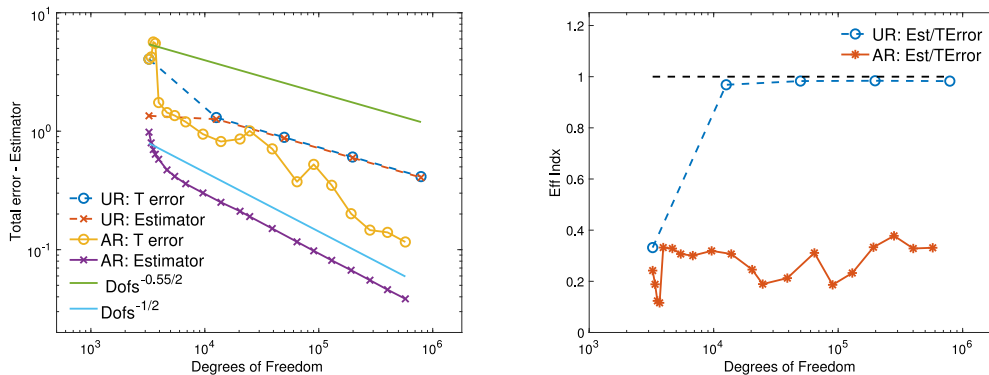 Total error - Estimator
10^1
10^0
10^-1
UR: T error
UR: Estimator
AR: T error
AR: Estimator
Dofs^-0.55/2
Dofs^-1/2
10^3
10^4
10^5
10^6
Degrees of Freedom
Eff Indx
1.2
1
0.8
0.6
0.4
0.2
0
UR: Est/TError
AR: Est/TError
10^3
10^4
10^5
10^6
Degrees of Freedom